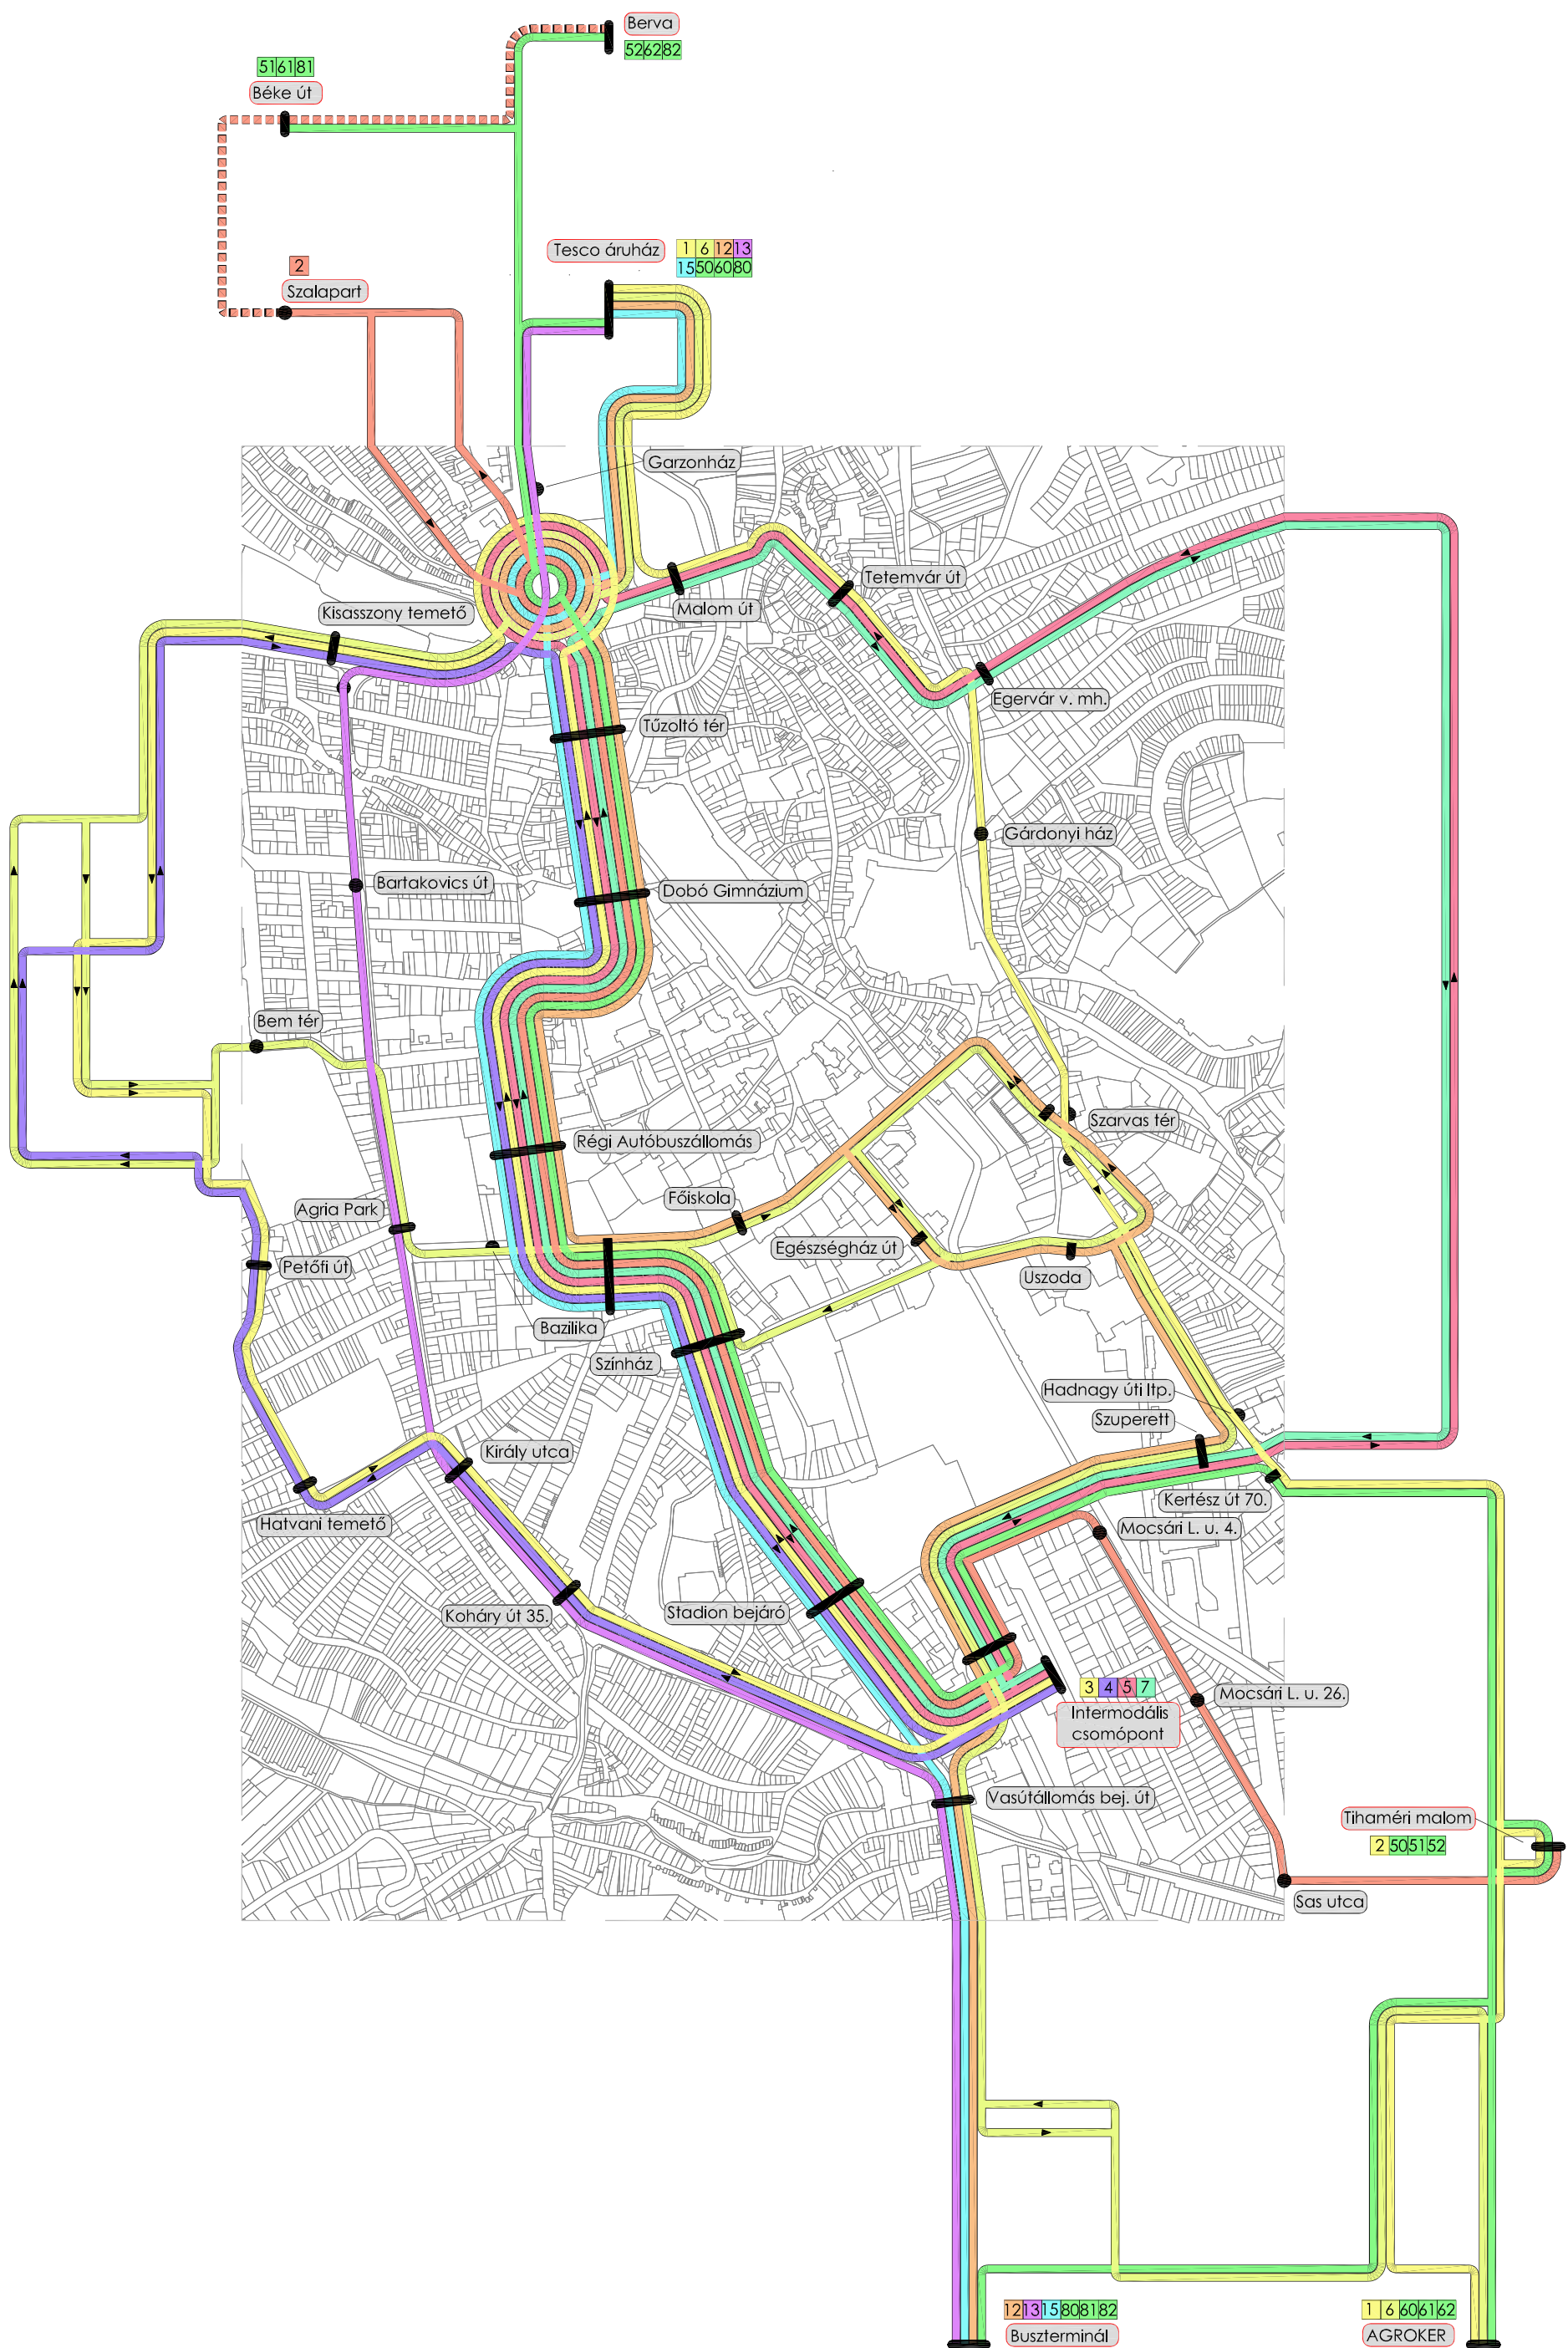 Berva
52 62 82
51 61 81
Béke út
2
Szalapart
Tesco áruház
1 6 12 13
15 50 60 80
Garzonház
Tetemvár út
Malom út
Kisasszony temető
Egervár v. mh.
Tűzoltó tér
Gárdonyi ház
Bartakovics út
Dobó Gimnázium
Bem tér
Szarvas tér
Régi Autóbuszállomás
Főiskola
Agria Park
Egészségház út
Petőfi út
Uszoda
Bazilika
Színház
Hadnagy úti ltp.
Szuperett
Király utca
Kertész út 70.
Hatvani temető
Mocsári L. u. 4.
Koháry út 35.
Stadion bejáró
3 4 5 7
Mocsári L. u. 26.
Intermodális
csomópont
Vasútállomás bej. út
Tihaméri malom
2 50 51 52
Sas utca
12 13 15 80 81 82
Buszterminál
1 6 60 61 62
AGROKER